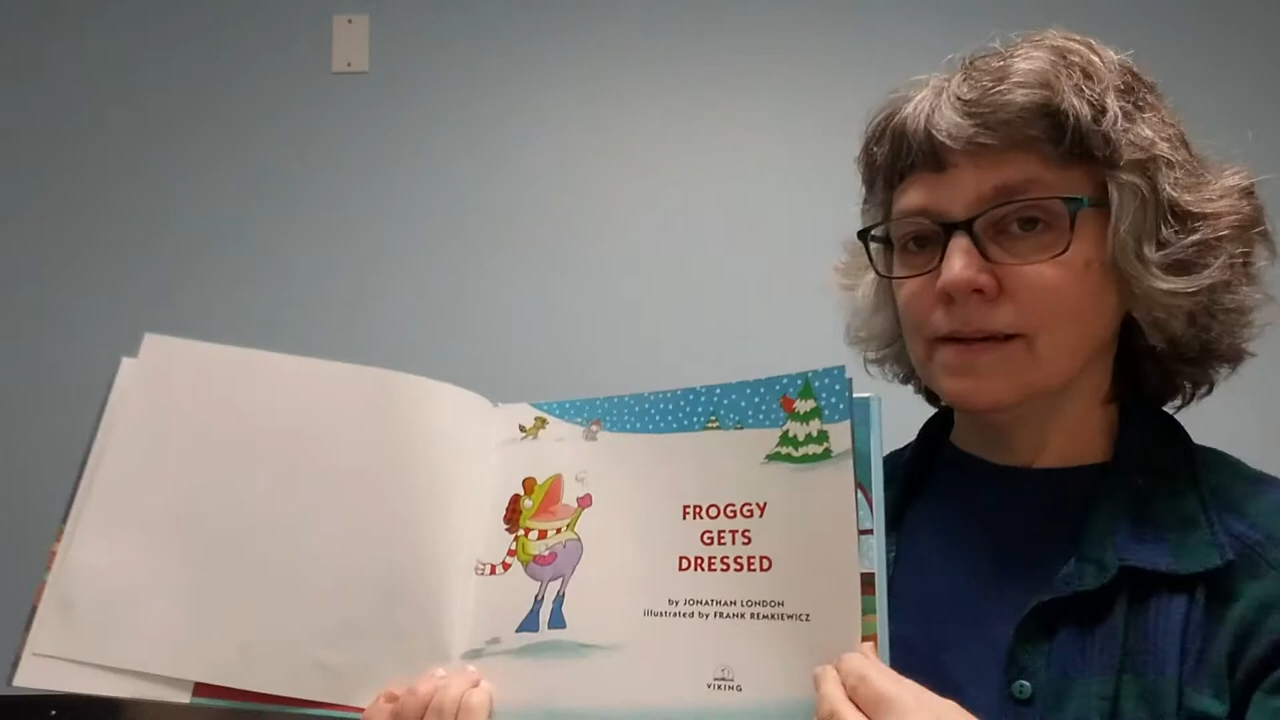 FROGGY
GETS
DRESSED
by JONATHAN LONDON
illustrated by FRANK REMKIEWICZ
VIKING